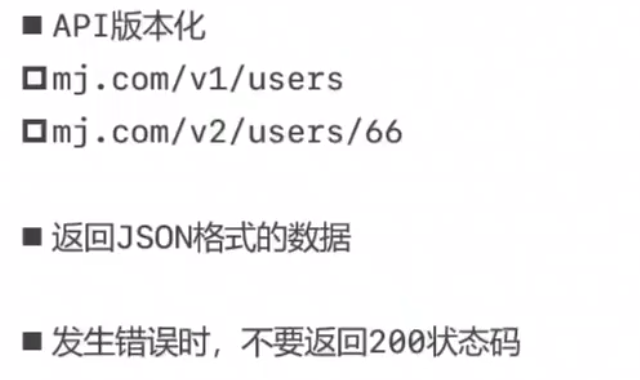 ■ API版本化
□ mj.com/v1/users
□ mj.com/v2/users/66
■ 返回JSON格式的数据
■ 发生错误时，不要返回200状态码